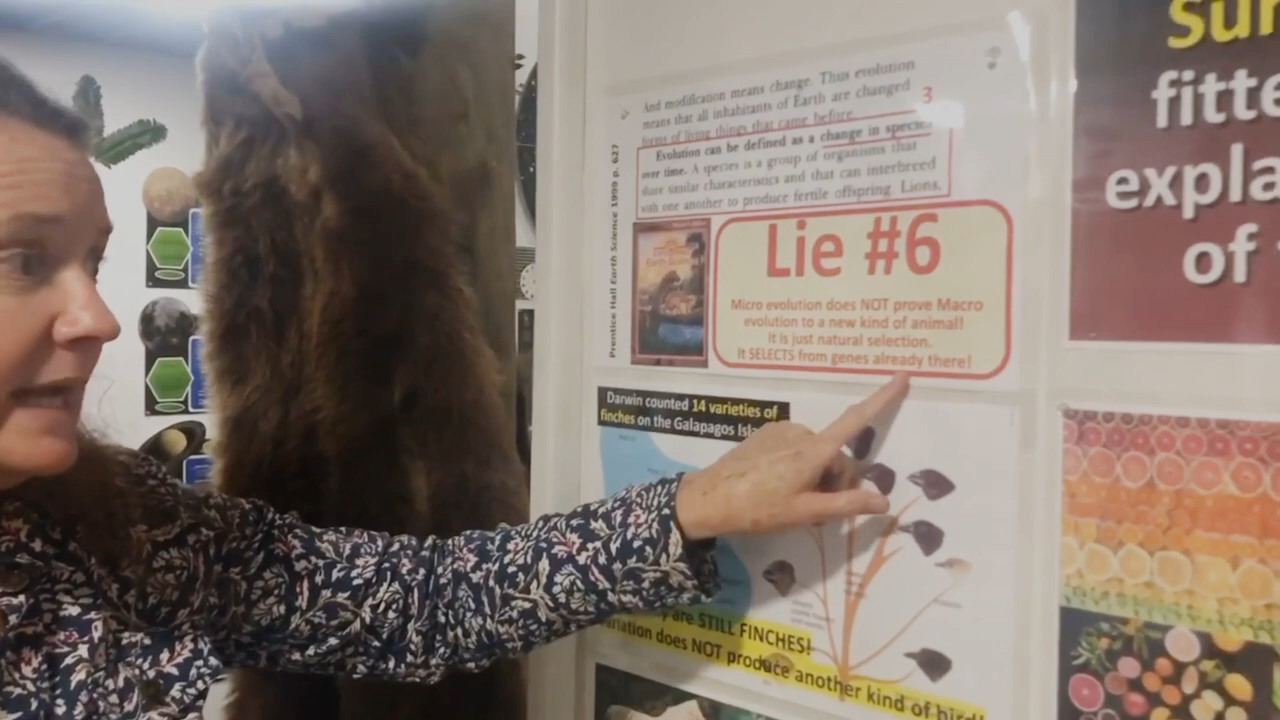 And modification means change. Thus evolution
means that all inhabitants of Earth are changed
forms of living things that came before.
3
Evolution can be defined as a change in species
over time. A species is a group of organisms that
share similar characteristics and that can interbreed
with one another to produce fertile offspring. Lions,
Prentice Hall Earth Science 1999 p. 627
Earth Science
Lie #6
Micro evolution does NOT prove Macro
evolution to a new kind of animal!
It is just natural selection.
It SELECTS from genes already there!
Darwin counted 14 varieties of
finches on the Galapagos Isla
y are STILL FINCHES!
ariation does NOT produce another kind of bird!
Sur
fitte
expla
of